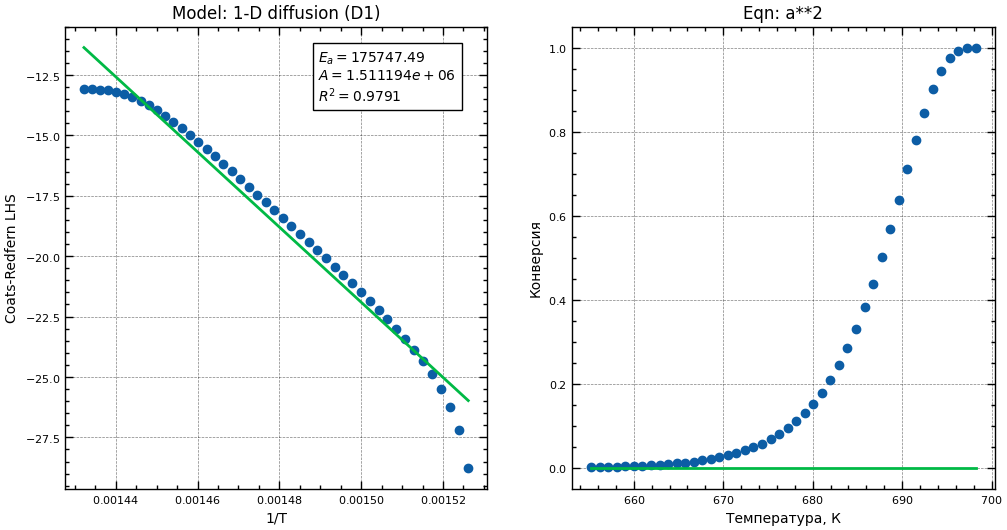 Model: 1-D diffusion (D1)
E_a = 175747.49
A = 1.511194e + 06
R^2 = 0.9791
Coats-Redfern LHS
−12.5
−15.0
−17.5
−20.0
−22.5
−25.0
−27.5
0.00144 0.00146 0.00148 0.00150 0.00152
1/T
Eqn: a**2
Конверсия
1.0
0.8
0.6
0.4
0.2
0.0
660 670 680 690 700
Температура, К